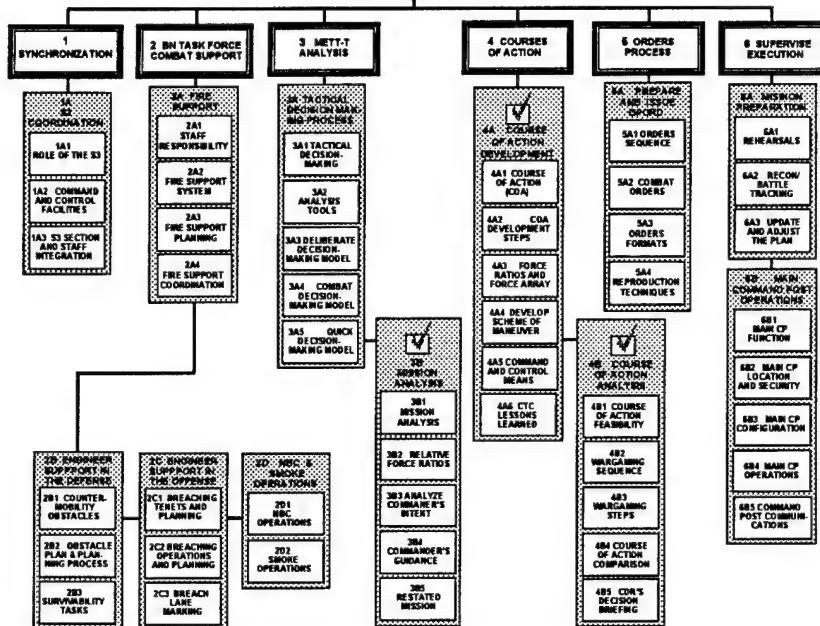 1
SYNCHRONIZATION
2 BN TASK FORCE
COMBAT SUPPORT
3 METT-T
ANALYSIS
4 COURSES
OF ACTION
5 ORDERS
PROCESS
6 SUPERVISE
EXECUTION
1A
S3
COORDINATION
1A1
ROLE OF THE S3
1A2 COMMAND
AND CONTROL
FACILITIES
1A3 S3 SECTION
AND STAFF
INTEGRATION
2A FIRE
SUPPORT
2A1
STAFF
RESPONSIBILITY
2A2
FIRE SUPPORT
SYSTEM
2A3
FIRE SUPPORT
PLANNING
2A4
FIRE SUPPORT
COORDINATION
3A TACTICAL
DECISION MAK
ING PROCESS
3A1 TACTICAL
DECISION-
MAKING
3A2
ANALYSIS
TOOLS
3A3 DELIBERATE
DECISION-
MAKING MODEL
3A4 COMBAT
DECISION-
MAKING MODEL
3A5 QUICK
DECISION-
MAKING MODEL
4A COURSE
OF ACTION
DEVELOPMENT
4A1 COURSE
OF ACTION
(COA)
4A2 COA
DEVELOPMENT
STEPS
4A3 FORCE
RATIOS AND
FORCE ARRAY
4A4 DEVELOP
SCHEME OF
MANEUVER
4A5 COMMAND
AND CONTROL
MEANS
4A6 CTC
LESSONS
LEARNED
5A PREPARE
AND ISSUE
OPORD
5A1 ORDERS
SEQUENCE
5A2 COMBAT
ORDERS
5A3
ORDERS
FORMATS
5A4
REPRODUCTION
TECHNIQUES
6A MISSION
PREPARATION
6A1
REHEARSALS
6A2 RECON/
BATTLE
TRACKING
6A3 UPDATE
AND ADJUST
THE PLAN
6B MAIN
COMMAND POST
OPERATIONS
6B1
MAIN CP
FUNCTION
6B2 MAIN CP
LOCATION
AND SECURITY
6B3 MAIN CP
CONFIGURATION
6B4 MAIN CP
OPERATIONS
6B5 COMMAND
POST COMMUNI-
CATIONS
3B
MISSION
ANALYSIS
3B1
MISSION
ANALYSIS
3B2 RELATIVE
FORCE RATIOS
3B3 ANALYZE
COMMANER'S
INTENT
3B4
COMMANDER'S
GUIDANCE
3B5
RESTATED
MISSION
4B COURSE
OF ACTION
ANALYSIS
4B1 COURSE
OF ACTION
FEASIBILITY
4B2
WARGAMING
SEQUENCE
4B3
WARGAMING
STEPS
4B4 COURSE
OF ACTION
COMPARISON
4B5 CDR'S
DECISION
BRIEFING
2B ENGINEER
SUPPPORT IN
THE DEFENSE
2B1 COUNTER-
MOBILITY
OBSTACLES
2B2 OBSTACLE
PLAN & PLAN-
NING PROCESS
2B3
SURVIVABILITY
TASKS
2C ENGINEER
SUPPORT IN THE
OFFENSE
2C1 BREACHING
TENETS AND
PLANNING
2C2 BREACHING
OPERATIONS
AND PLANNING
2C3 BREACH
LANE
MARKING
2D NBC &
SMOKE
OPERATIONS
2D1
NBC
OPERATIONS
2D2
SMOKE
OPERATIONS